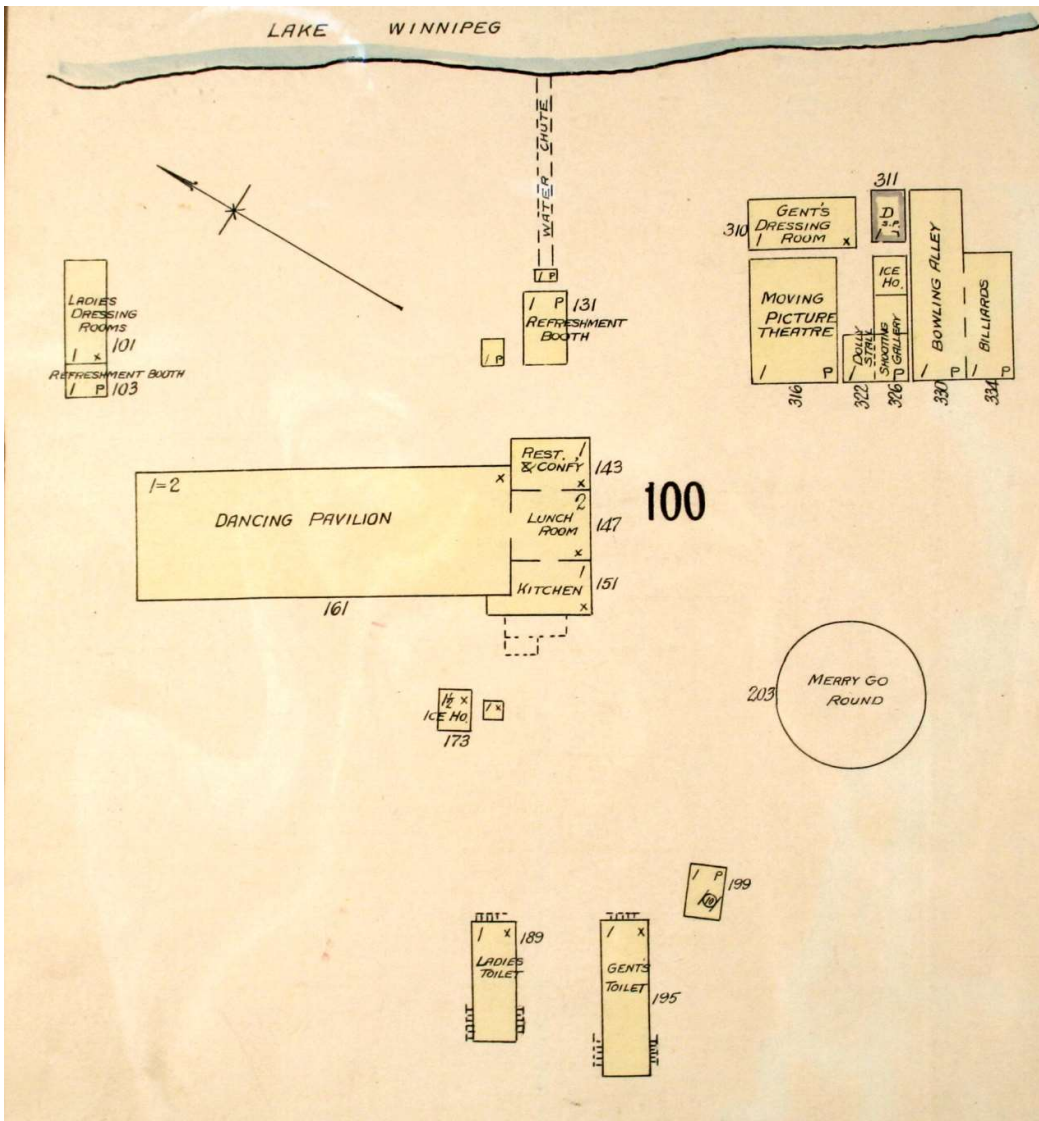 LAKE WINNIPEG
WATER CHUTE
1 P
311
D
S.P.
1
310
GENT'S
DRESSING
ROOM
1 x
ICE
HO.
BOWLING ALLEY
1 P
BILLIARDS
1 P
MOVING
PICTURE
THEATRE
1 P
DOLLY
STALL
1
SHOOTING
GALLERY
P
316
322
326
330
334
LADIES
DRESSING
ROOMS
1 x
101
REFRESHMENT BOOTH
1 P
103
1 P
131
REFRESHMENT
BOOTH
1 P
1=2
x
DANCING PAVILION
161
REST. 1
& CONFY
x
143
2
LUNCH
ROOM
x
147
1
KITCHEN
x
151
100
1½ x
ICE HO.
173
1 x
203
MERRY GO
ROUND
1 P
10
199
1 x
189
LADIES
TOILET
1 x
GENT'S
TOILET
195